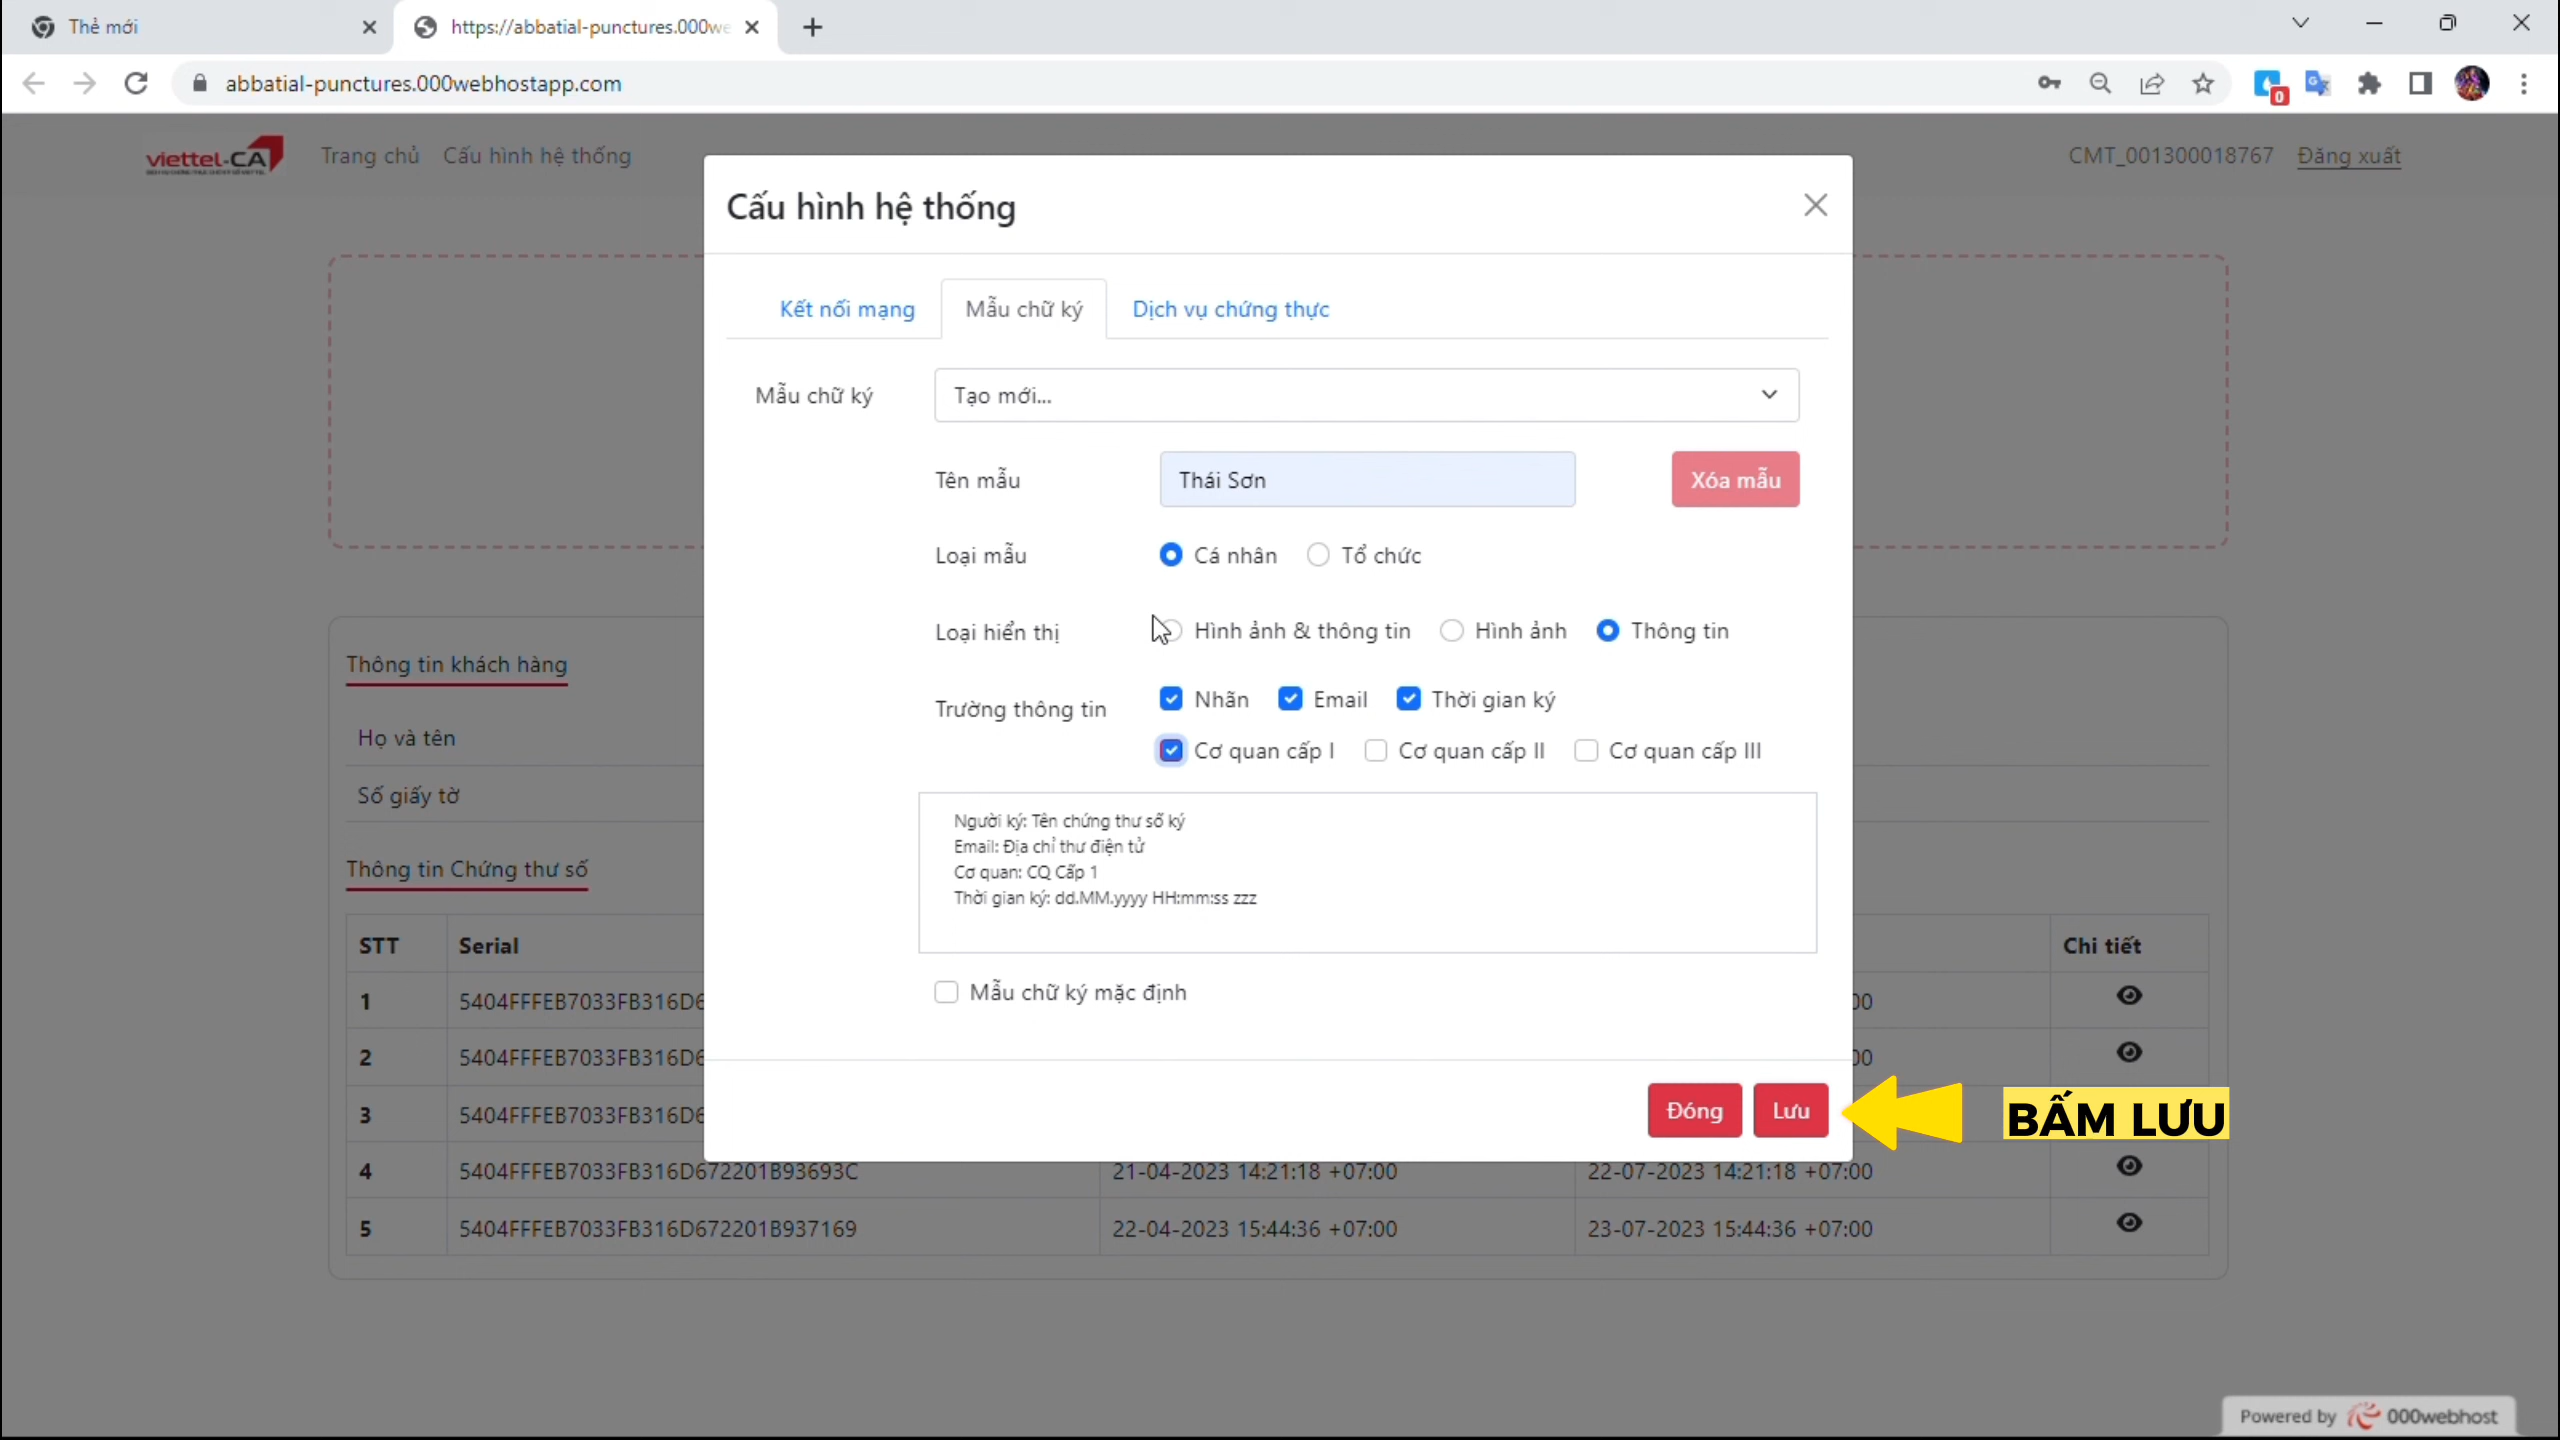 Thẻ mới
https://abbatial-punctures.000we
abbatial-punctures.000webhostapp.com
0
viettel-CA
Trang chủ
Cấu hình hệ thống
CMT_001300018767
Đăng xuất
Cấu hình hệ thống
Kết nối mạng
Mẫu chữ ký
Dịch vụ chứng thực
Mẫu chữ ký
Tạo mới...
Tên mẫu
Thái Sơn
Xóa mẫu
Loại mẫu
Cá nhân
Tổ chức
Loại hiển thị
Hình ảnh & thông tin
Hình ảnh
Thông tin
Trường thông tin
Nhãn
Email
Thời gian ký
Cơ quan cấp I
Cơ quan cấp II
Cơ quan cấp III
Người ký: Tên chứng thư số ký
Email: Địa chỉ thư điện tử
Cơ quan: CQ Cấp 1
Thời gian ký: dd.MM.yyyy HH:mm:ss zzz
Mẫu chữ ký mặc định
Đóng
Lưu
BẤM LƯU
Thông tin khách hàng
Họ và tên
Số giấy tờ
Thông tin Chứng thư số
STT Serial Chi tiết
1 5404FFFEB7033FB316D6 00
2 5404FFFEB7033FB316D6 00
3 5404FFFEB7033FB316D6
4 5404FFFEB7033FB316D672201B93693C 21-04-2023 14:21:18 +07:00 22-07-2023 14:21:18 +07:00
5 5404FFFEB7033FB316D672201B937169 22-04-2023 15:44:36 +07:00 23-07-2023 15:44:36 +07:00
Powered by 000webhost